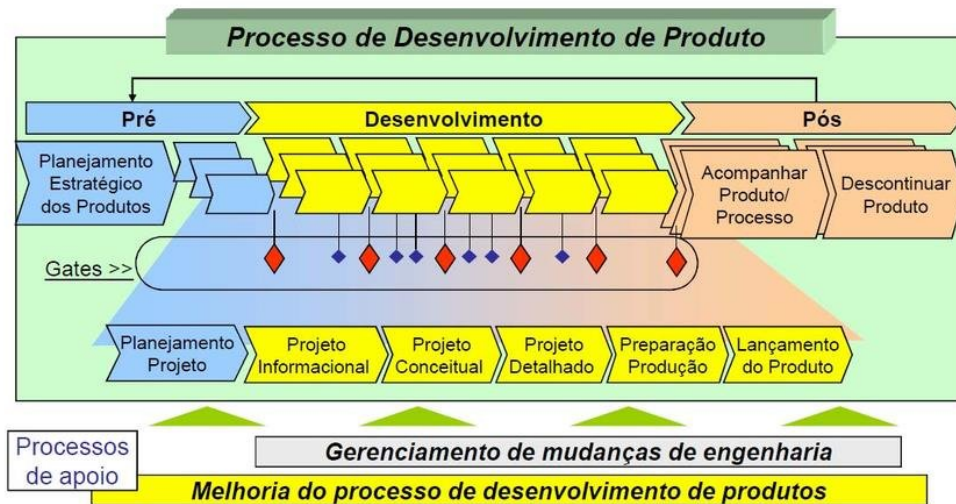 Processo de Desenvolvimento de Produto
Pré
Desenvolvimento
Pós
Planejamento
Estratégico
dos Produtos
Acompanhar
Produto/
Processo
Descontinuar
Produto
Gates >>
Planejamento
Projeto
Projeto
Informacional
Projeto
Conceitual
Projeto
Detalhado
Preparação
Produção
Lançamento
do Produto
Processos
de apoio
Gerenciamento de mudanças de engenharia
Melhoria do processo de desenvolvimento de produtos